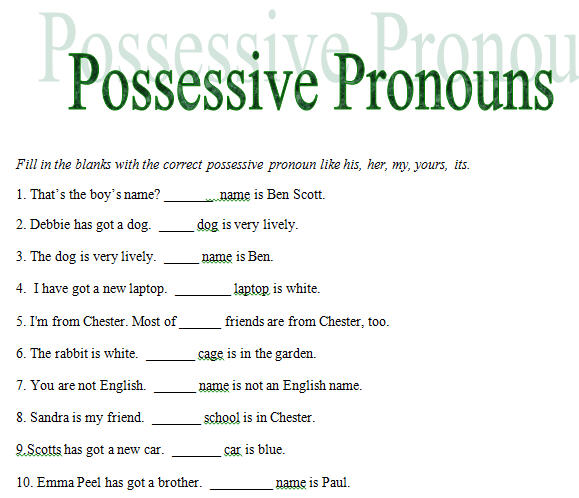 Possessive Pronou
Possessive Pronouns
Fill in the blanks with the correct possessive pronoun like his, her, my, yours, its.
1. That's the boy's name? ________ name is Ben Scott.
2. Debbie has got a dog. _____ dog is very lively.
3. The dog is very lively. _____ name is Ben.
4. I have got a new laptop. ________ laptop is white.
5. I'm from Chester. Most of ______ friends are from Chester, too.
6. The rabbit is white. _______ cage is in the garden.
7. You are not English. ______ name is not an English name.
8. Sandra is my friend. _______ school is in Chester.
9.Scotts has got a new car. _______ car is blue.
10. Emma Peel has got a brother. _________ name is Paul.